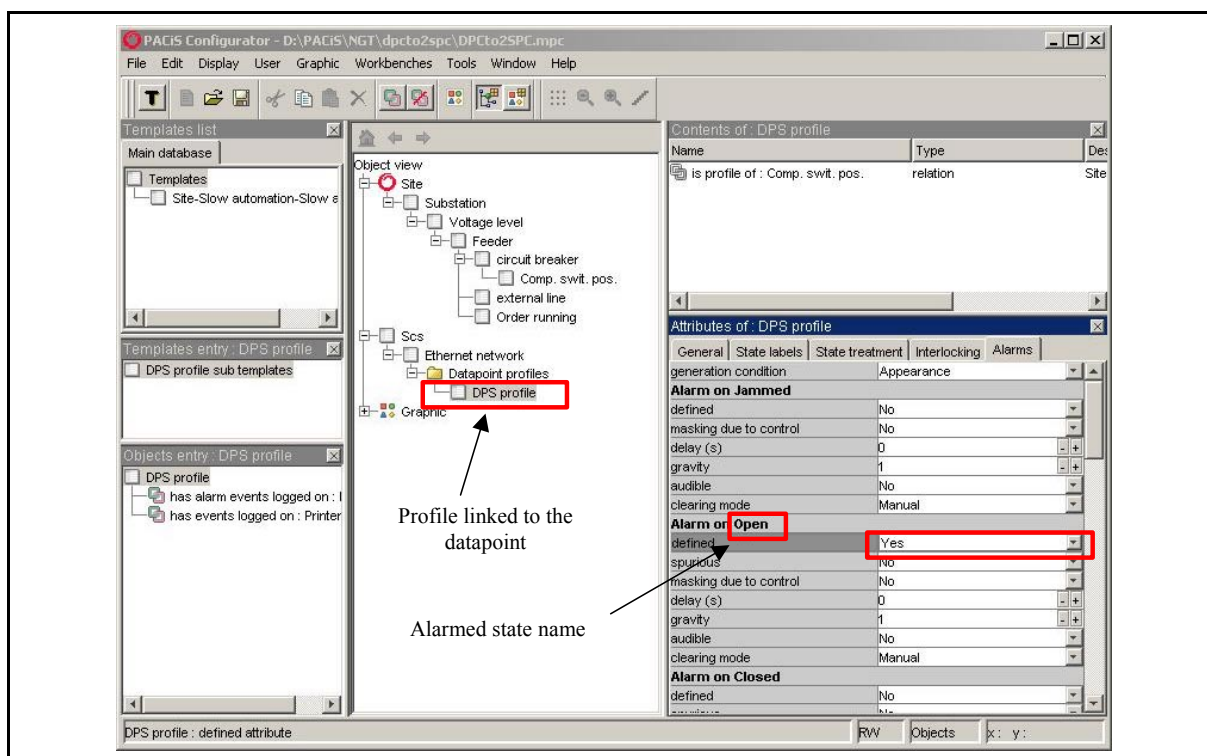 PACiS Configurator - D:\PACiS\NGT\dpcto2spc\DPCto2SPC.mpc
File Edit Display User Graphic Workbenches Tools Window Help
T
Templates list
Main database
Templates
Site-Slow automation-Slow a
Templates entry : DPS profile
DPS profile sub templates
Objects entry : DPS profile
DPS profile
has alarm events logged on : I
has events logged on : Printer
Object view
Site
Substation
Voltage level
Feeder
circuit breaker
Comp. swit. pos.
external line
Order running
Scs
Ethernet network
Datapoint profiles
DPS profile
Graphic
Profile linked to the
datapoint
Alarmed state name
Contents of : DPS profile
Name Type Des
is profile of : Comp. swit. pos. relation Site
Attributes of : DPS profile
General State labels State treatment Interlocking Alarms
generation condition Appearance
Alarm on Jammed
defined No
masking due to control No
delay (s) 0 - +
gravity 1 - +
audible No
clearing mode Manual
Alarm on Open
defined Yes
spurious No
masking due to control No
delay (s) 0 - +
gravity 1 - +
audible No
clearing mode Manual
Alarm on Closed
defined No
DPS profile : defined attribute RW Objects x : y :